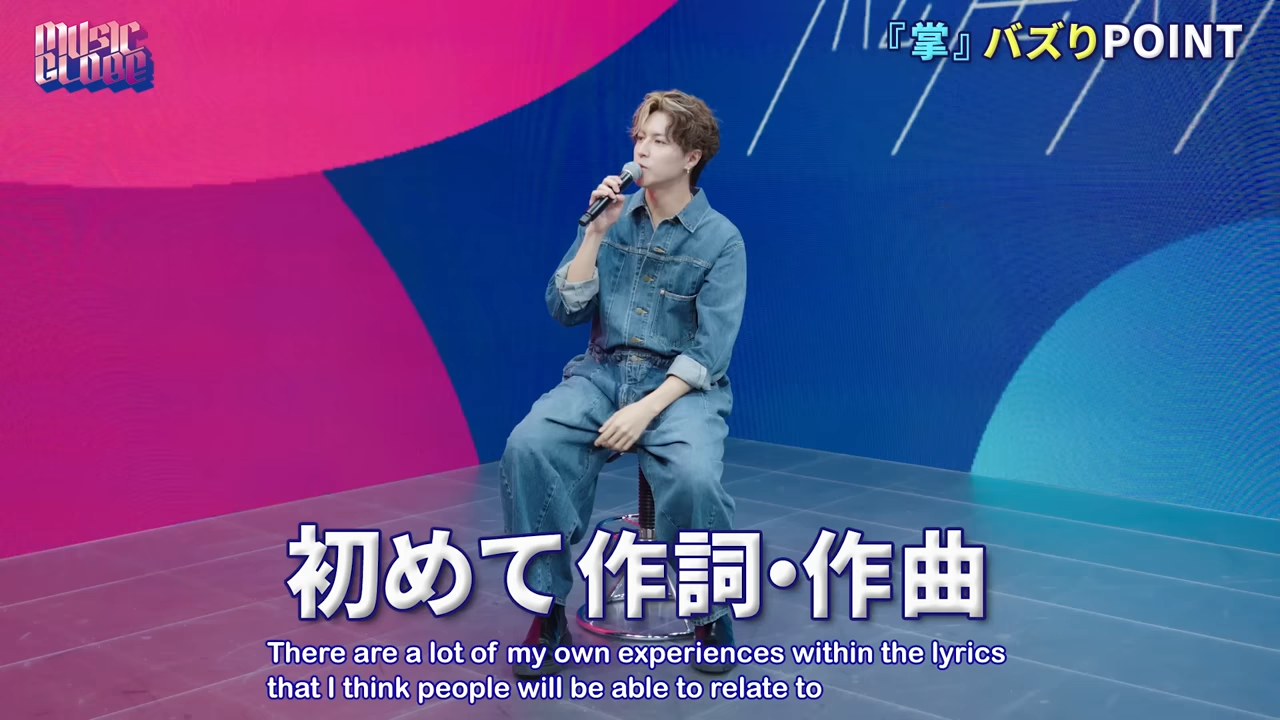 MUSIC
GLOBE
『掌』バズりPOINT
初めて作詞・作曲
There are a lot of my own experiences within the lyrics
that I think people will be able to relate to